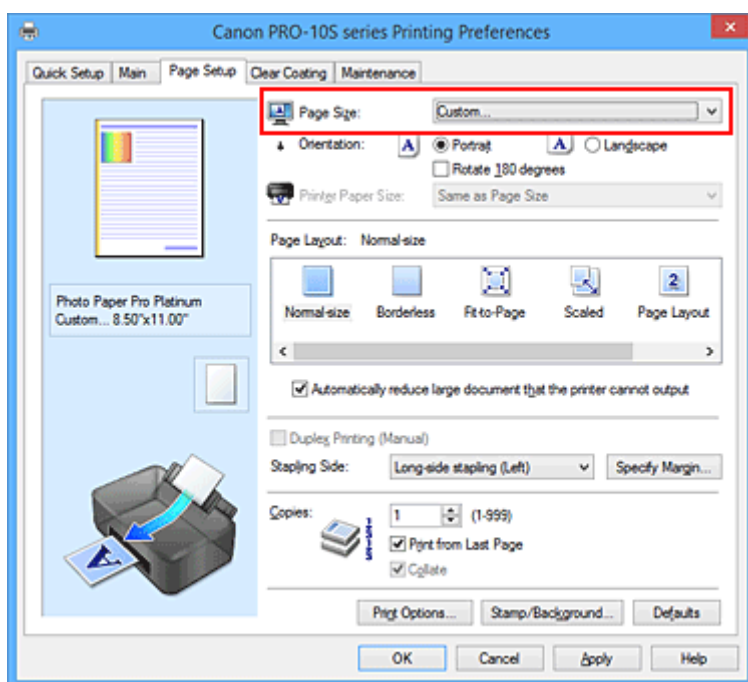 Canon PRO-10S series Printing Preferences
Quick Setup Main Page Setup Clear Coating Maintenance
Page Size: Custom...
Orientation: A Portrait A Landscape
Rotate 180 degrees
Printer Paper Size: Same as Page Size
Page Layout: Normal-size
2
Normal-size Borderless Fit-to-Page Scaled Page Layout
Photo Paper Pro Platinum
Custom... 8.50"x11.00"
Automatically reduce large document that the printer cannot output
Duplex Printing (Manual)
Stapling Side: Long-side stapling (Left) Specify Margin...
Copies: 1 (1-999)
Print from Last Page
Collate
A
Print Options... Stamp/Background... Defaults
OK Cancel Apply Help